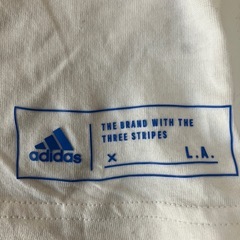 adidas
THE BRAND WITH THE
THREE STRIPES
× L.A.